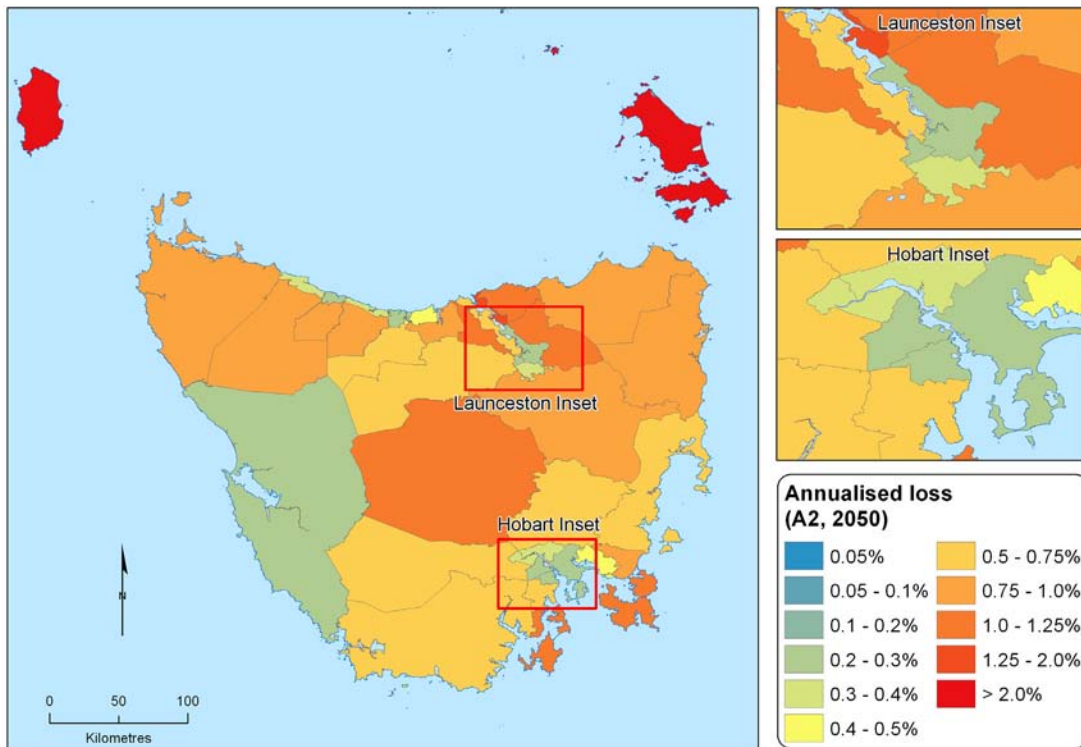 Launceston Inset
Hobart Inset
Launceston Inset
Hobart Inset
N
0 50 100
Kilometres
Annualised loss
(A2, 2050)
0.05%
0.05 - 0.1%
0.1 - 0.2%
0.2 - 0.3%
0.3 - 0.4%
0.4 - 0.5%
0.5 - 0.75%
0.75 - 1.0%
1.0 - 1.25%
1.25 - 2.0%
> 2.0%